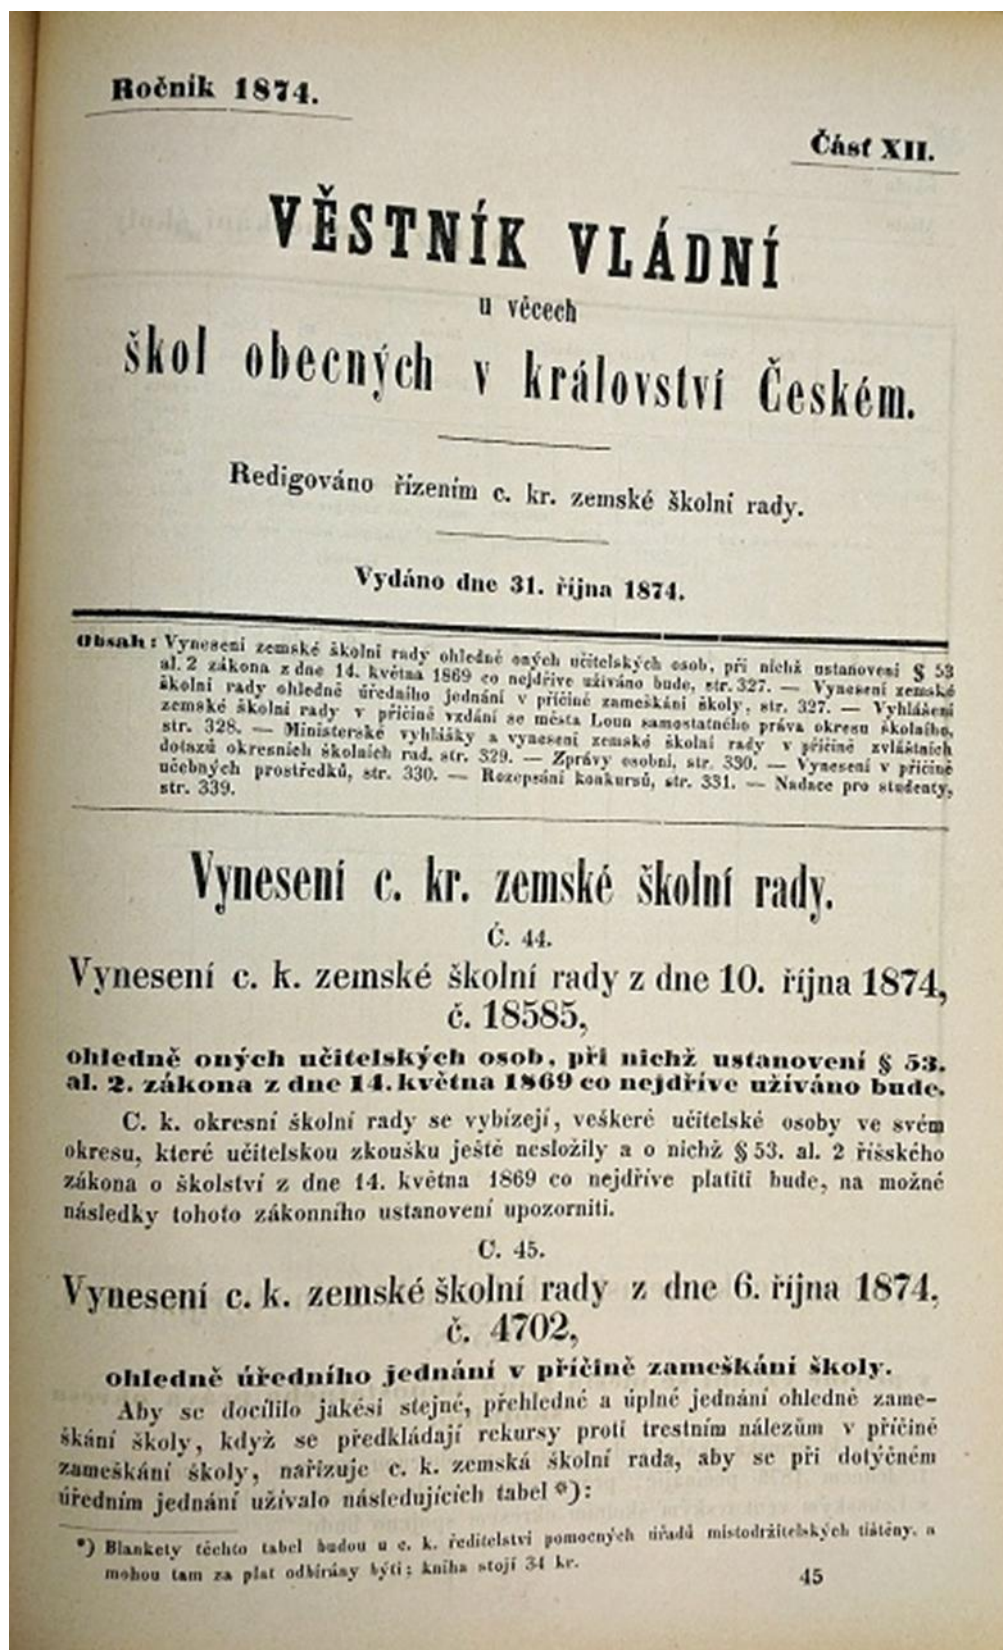 Ročník 1874.
Část XII.
VĚSTNÍK VLÁDNÍ
u věcech
škol obecných v království Českém.
Redigováno řízením c. kr. zemské školní rady.
Vydáno dne 31. října 1874.
Obsah: Vynesení zemské školní rady ohledně oných učitelských osob, při nichž ustanovení § 53
al. 2 zákona z dne 14. května 1869 co nejdříve užíváno bude, str. 327. — Vynesení zemské
školní rady ohledně úředního jednání v příčině zameškání školy, str. 327. — Vyhlášení
zemské školní rady v příčině vzdání se města Loun samostatného práva okresu školního,
str. 328. — Ministerské vyhlášky a vynesení zemské školní rady v příčině zvláštních
dotazů okresních školních rad. str. 329. — Zprávy osobní, str. 330. — Vynesení v příčině
učebných prostředků, str. 330. — Rozepsání konkursů, str. 331. — Nadace pro studenty,
str. 339.
Vynesení c. kr. zemské školní rady.
Č. 44.
Vynesení c. k. zemské školní rady z dne 10. října 1874,
č. 18585,
ohledně oných učitelských osob, při nichž ustanovení § 53.
al. 2. zákona z dne 14. května 1869 co nejdříve užíváno bude.
C. k. okresní školní rady se vybízejí, veškeré učitelské osoby ve svém
okresu, které učitelskou zkoušku ještě nesložily a o nichž § 53. al. 2 říšského
zákona o školství z dne 14. května 1869 co nejdříve platiti bude, na možné
následky tohoto zákonního ustanovení upozorniti.
C. 45.
Vynesení c. k. zemské školní rady z dne 6. října 1874,
č. 4702,
ohledně úředního jednání v příčině zameškání školy.
Aby se docílilo jakési stejné, přehledné a úplné jednání ohledně zame-
škání školy, když se předkládají rekursy proti trestním nálezům v příčině
zameškání školy, nařizuje c. k. zemská školní rada, aby se při dotýčném
úředním jednání užívalo následujících tabel *):
*) Blankety těchto tabel budou u c. k. ředitelství pomocných úřadů místodržitelských tištěny, a
mohou tam za plat odbírány býti; kniha stojí 34 kr.
45